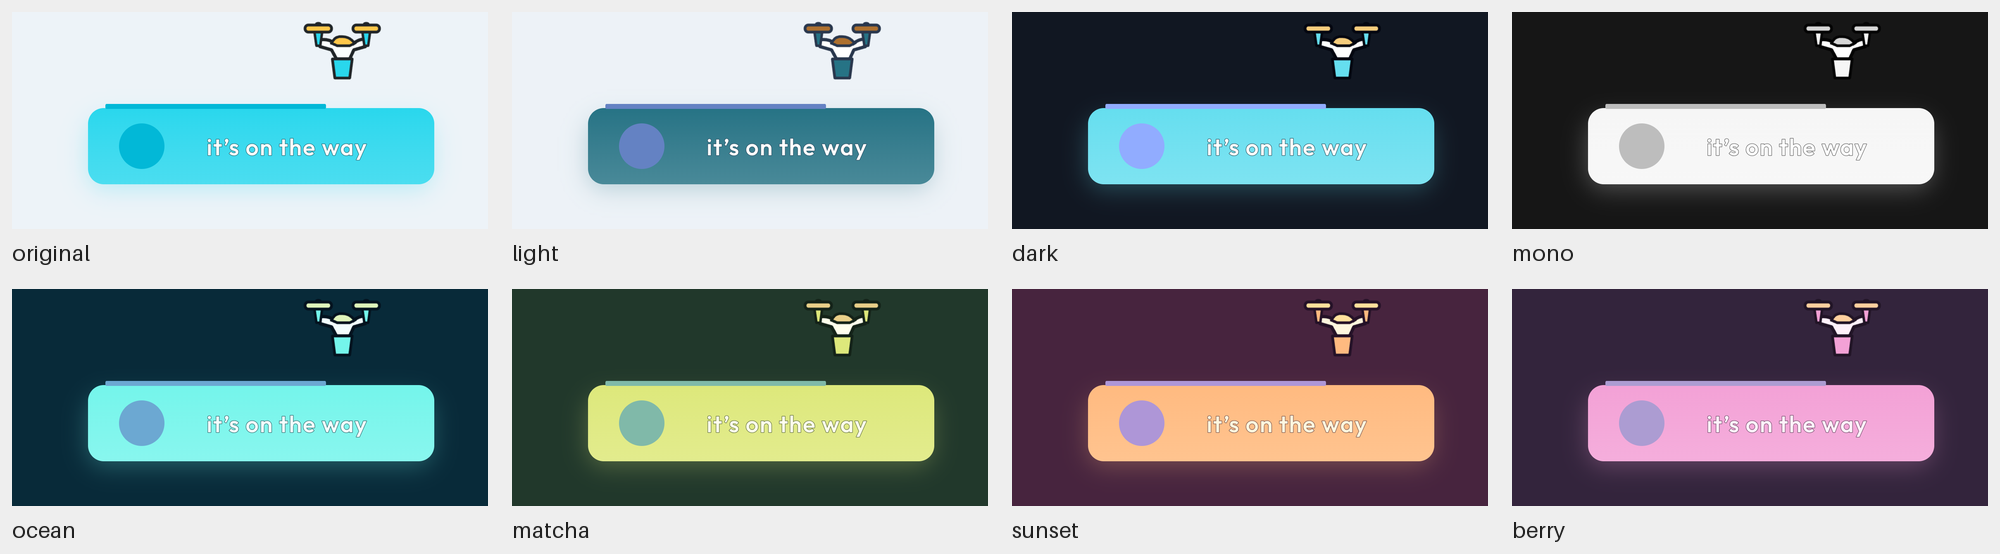 it's on the way
it's on the way
it's on the way
it's on the way
original
light
dark
mono
it's on the way
it's on the way
it's on the way
it's on the way
ocean
matcha
sunset
berry